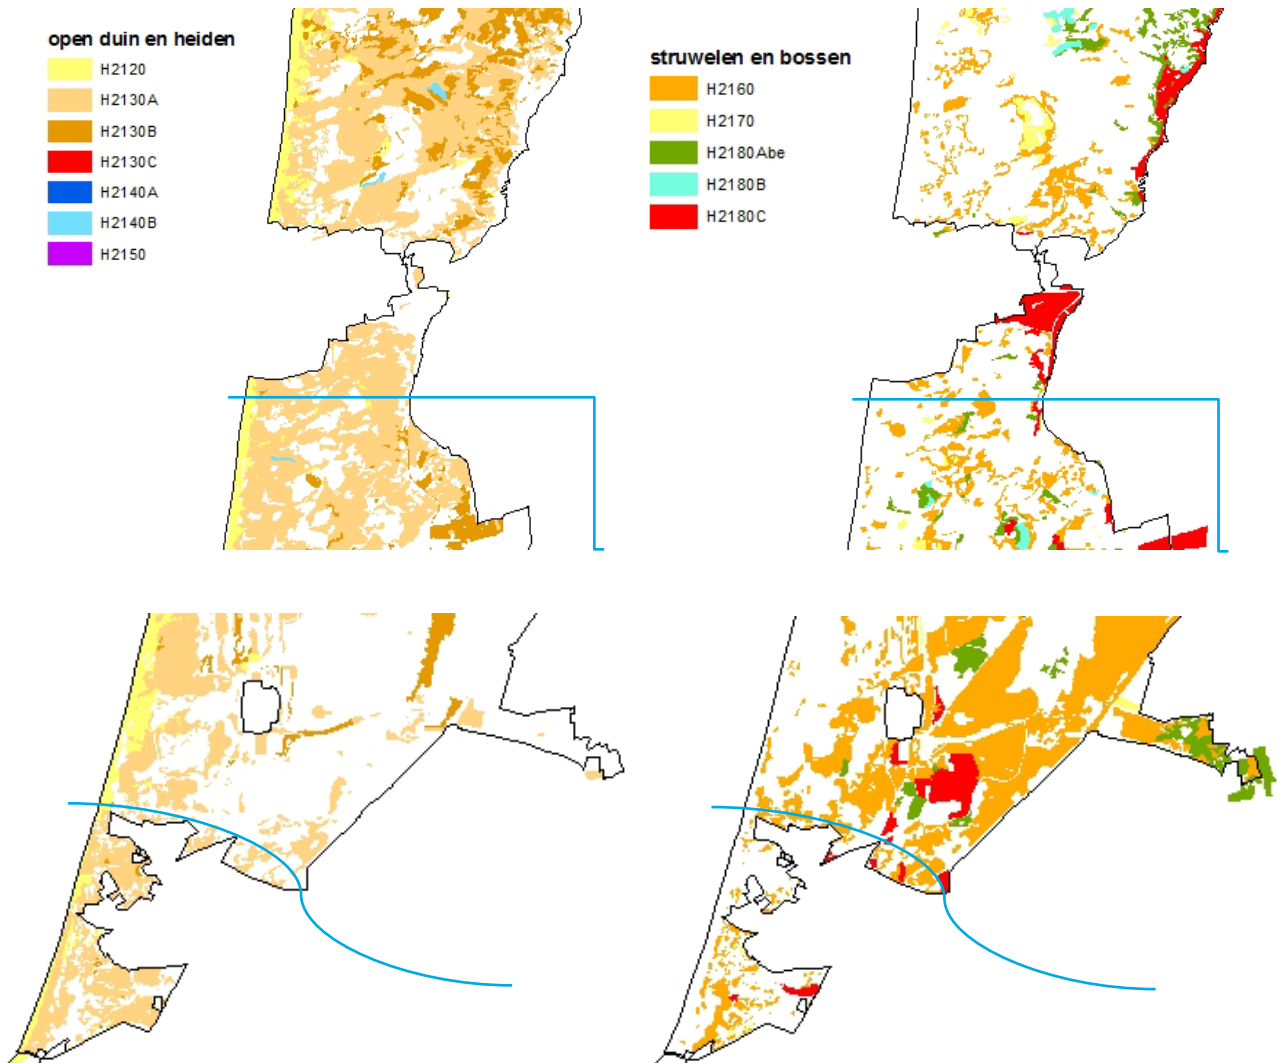 open duin en heiden
H2120
H2130A
H2130B
H2130C
H2140A
H2140B
H2150
struwelen en bossen
H2160
H2170
H2180Abe
H2180B
H2180C